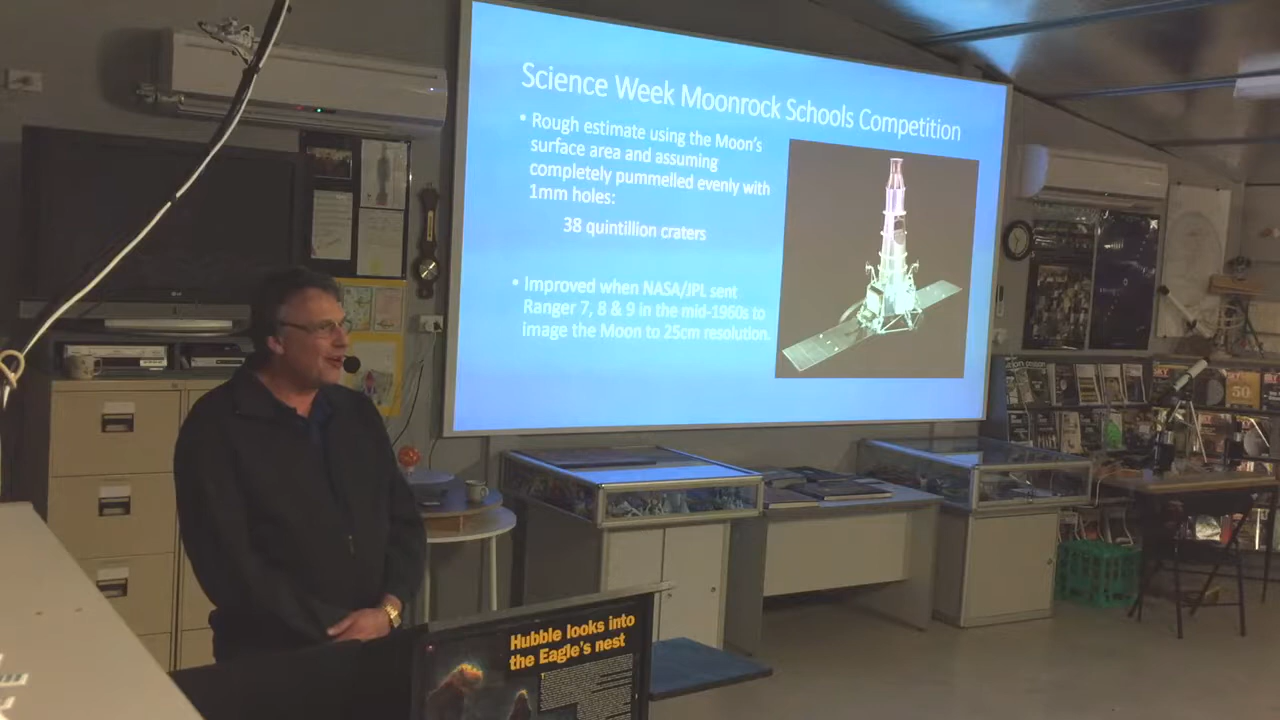 Science Week Moonrock Schools Competition
• Rough estimate using the Moon's
surface area and assuming
completely pummelled evenly with
1mm holes:
38 quintillion craters
• Improved when NASA/JPL sent
Ranger 7, 8 & 9 in the mid-1960s to
image the Moon to 25cm resolution.
Hubble looks into
the Eagle's nest
50